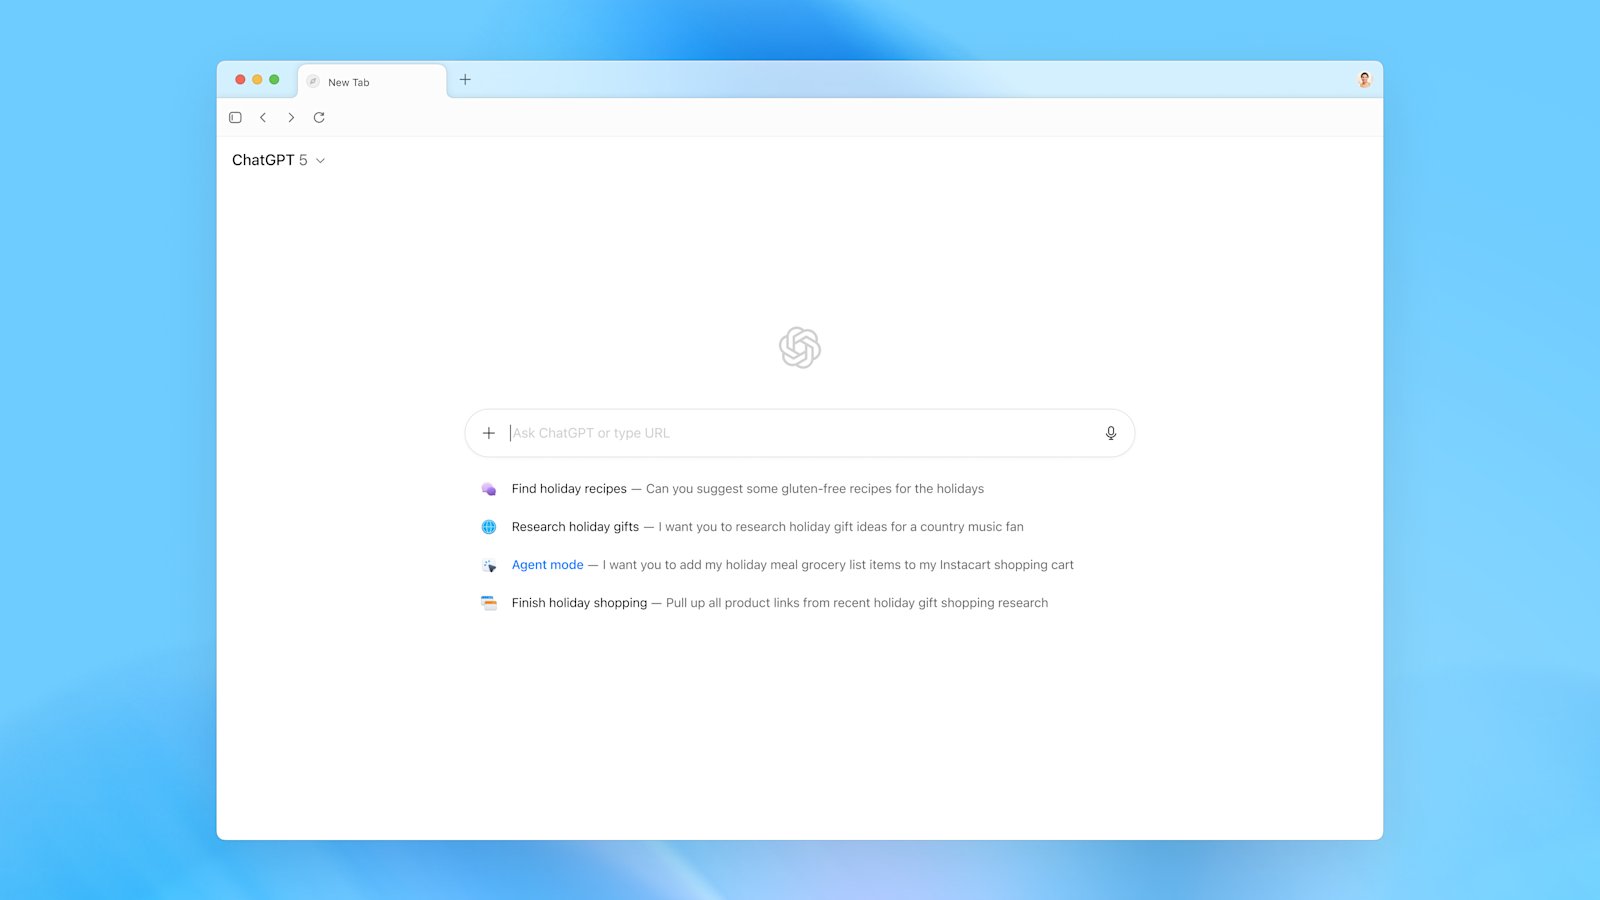 New Tab
ChatGPT 5
Ask ChatGPT or type URL
Find holiday recipes — Can you suggest some gluten-free recipes for the holidays
Research holiday gifts — I want you to research holiday gift ideas for a country music fan
Agent mode — I want you to add my holiday meal grocery list items to my Instacart shopping cart
Finish holiday shopping — Pull up all product links from recent holiday gift shopping research